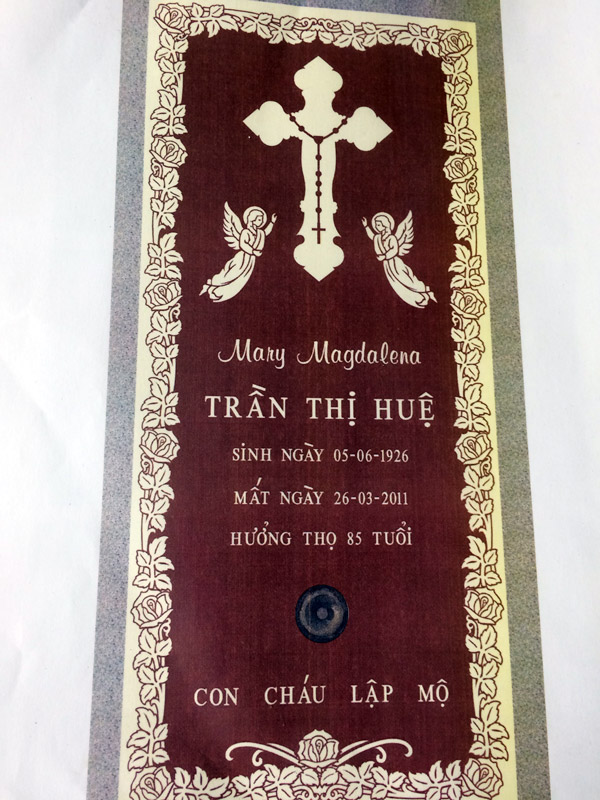 Mary Magdalena
TRẦN THỊ HUỆ
SINH NGÀY 05-06-1926
MẤT NGÀY 26-03-2011
HƯỞNG THỌ 85 TUỔI
CON CHÁU LẬP MỘ